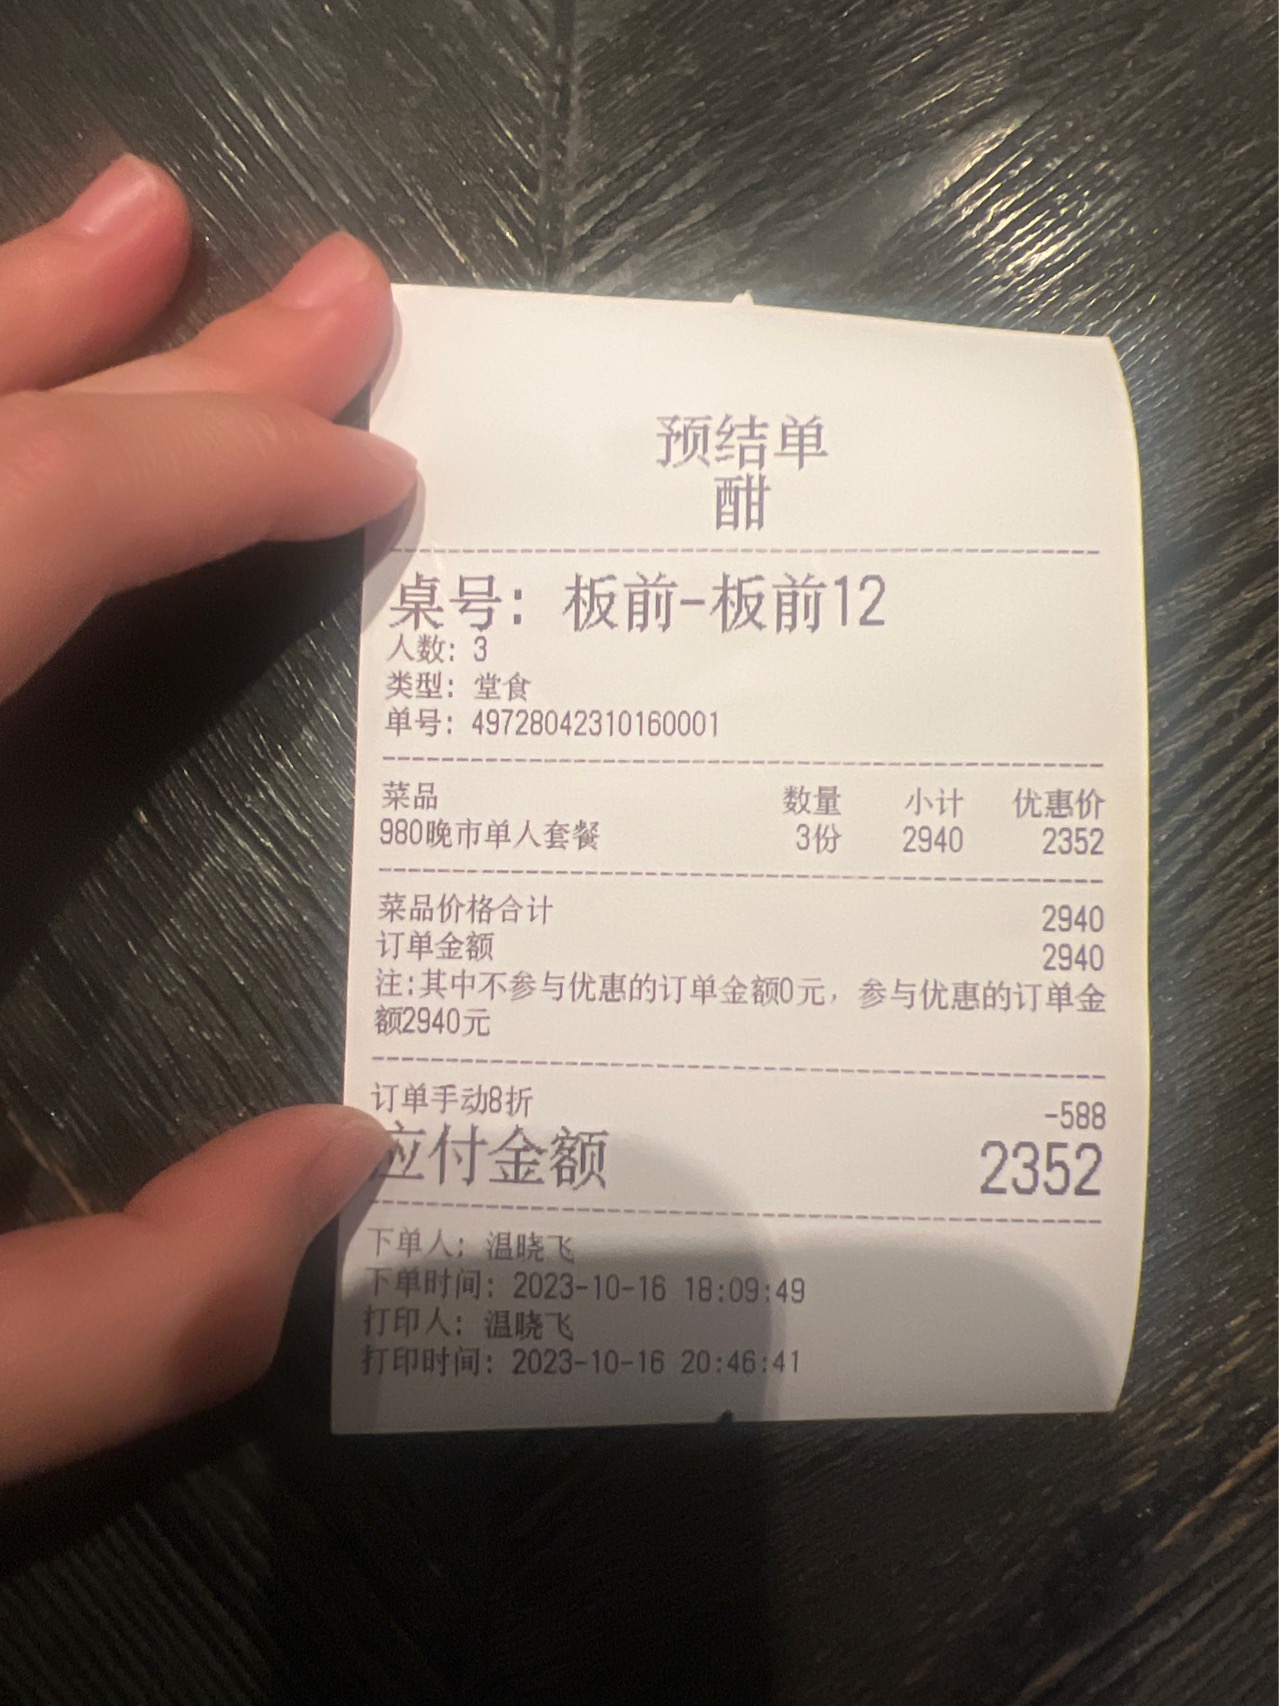 预结单
酣
桌号：板前-板前12
人数：3
类型：堂食
单号：49728042310160001
菜品 数量 小计 优惠价
980晚市单人套餐 3份 2940 2352
菜品价格合计 2940
订单金额 2940
注：其中不参与优惠的订单金额0元，参与优惠的订单金
额2940元
订单手动8折 -588
应付金额 2352
下单人：温晓飞
下单时间：2023-10-16 18:09:49
打印人：温晓飞
打印时间：2023-10-16 20:46:41